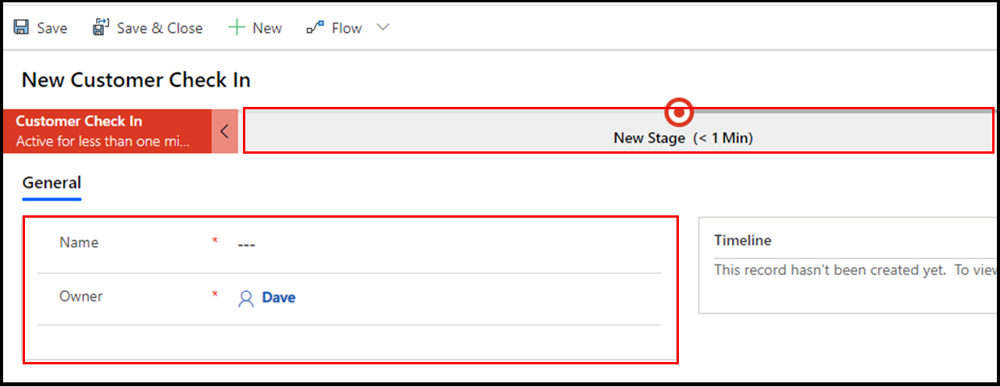 Save Save & Close New Flow
New Customer Check In
Customer Check In
Active for less than one mi...
New Stage (< 1 Min)
General
Name * ---
Owner * Dave
Timeline
This record hasn't been created yet. To view